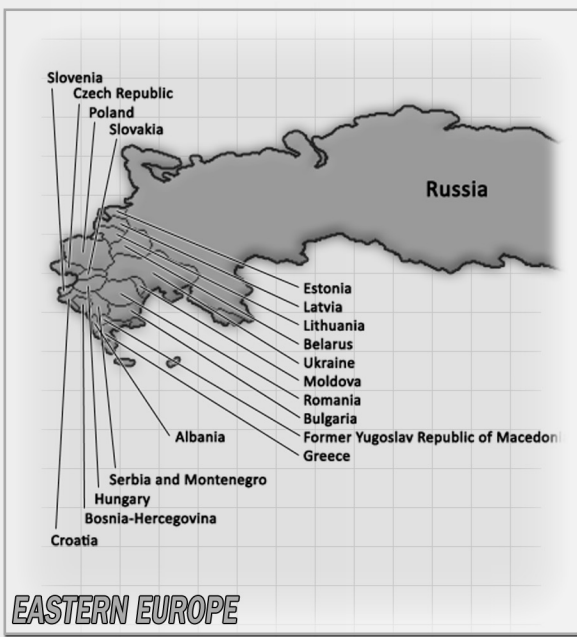 Slovenia
Czech Republic
Poland
Slovakia
Russia
Estonia
Latvia
Lithuania
Belarus
Ukraine
Moldova
Romania
Bulgaria
Former Yugoslav Republic of Macedoni
Greece
Albania
Serbia and Montenegro
Hungary
Bosnia-Hercegovina
Croatia
EASTERN EUROPE